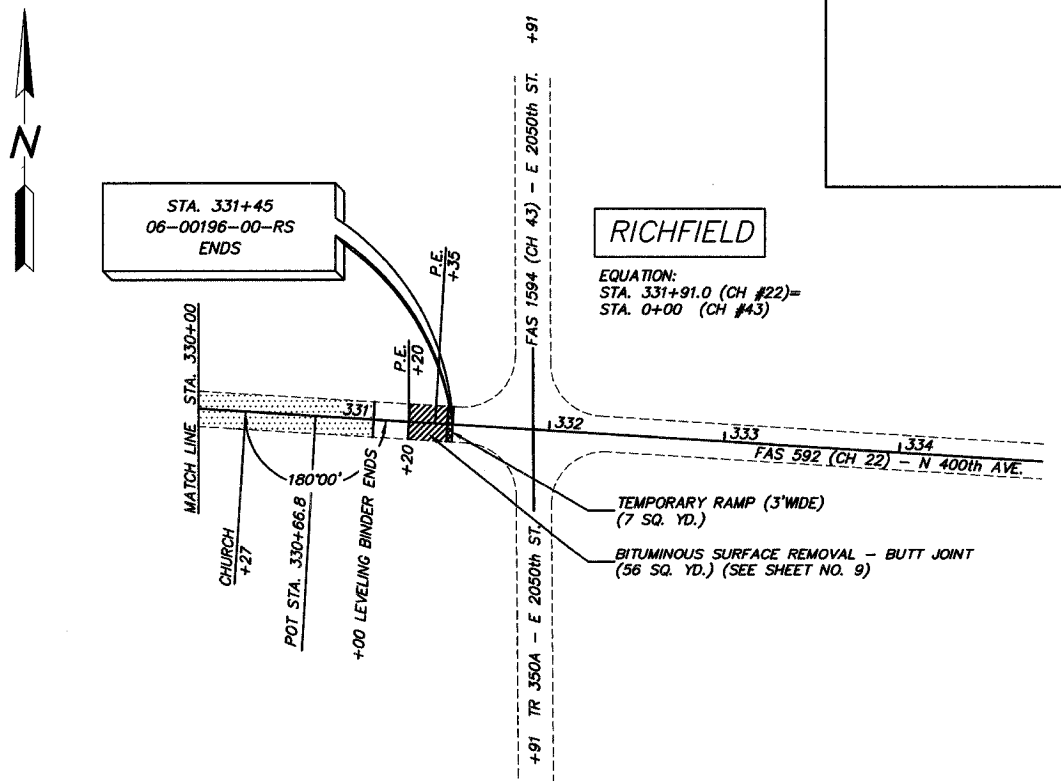 +91
FAS 1594 (CH 43) - E 2050th ST.
N
STA. 331+45
06-00196-00-RS
ENDS
RICHFIELD
EQUATION:
STA. 331+91.0 (CH #22)=
STA. 0+00 (CH #43)
P.E.
+35
P.E.
+20
MATCH LINE STA. 330+00
331
332
333
334
FAS 592 (CH 22) - N 400th AVE.
180°00'
+20
CHURCH
+27
POT STA. 330+66.8
+00 LEVELING BINDER ENDS
TEMPORARY RAMP (3'WIDE)
(7 SQ. YD.)
BITUMINOUS SURFACE REMOVAL - BUTT JOINT
(56 SQ. YD.) (SEE SHEET NO. 9)
+91 TR 350A - E 2050th ST.